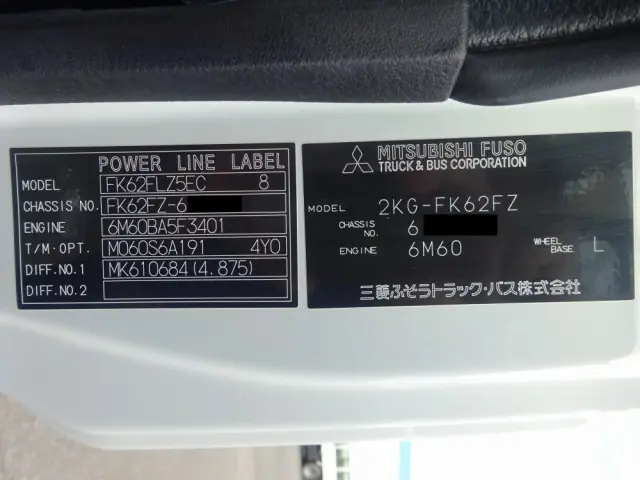 POWER LINE LABEL
MODEL FK62FLZ5EC 8
CHASSIS NO. FK62FZ-6
ENGINE 6M60BA5F3401
T/M・OPT. M060S6A191 4Y0
DIFF.NO.1 MK610684(4.875)
DIFF.NO.2
MITSUBISHI FUSO
TRUCK & BUS CORPORATION
MODEL 2KG-FK62FZ
CHASSIS NO. 6
ENGINE 6M60 WHEEL BASE L
三菱ふそうトラック・バス株式会社